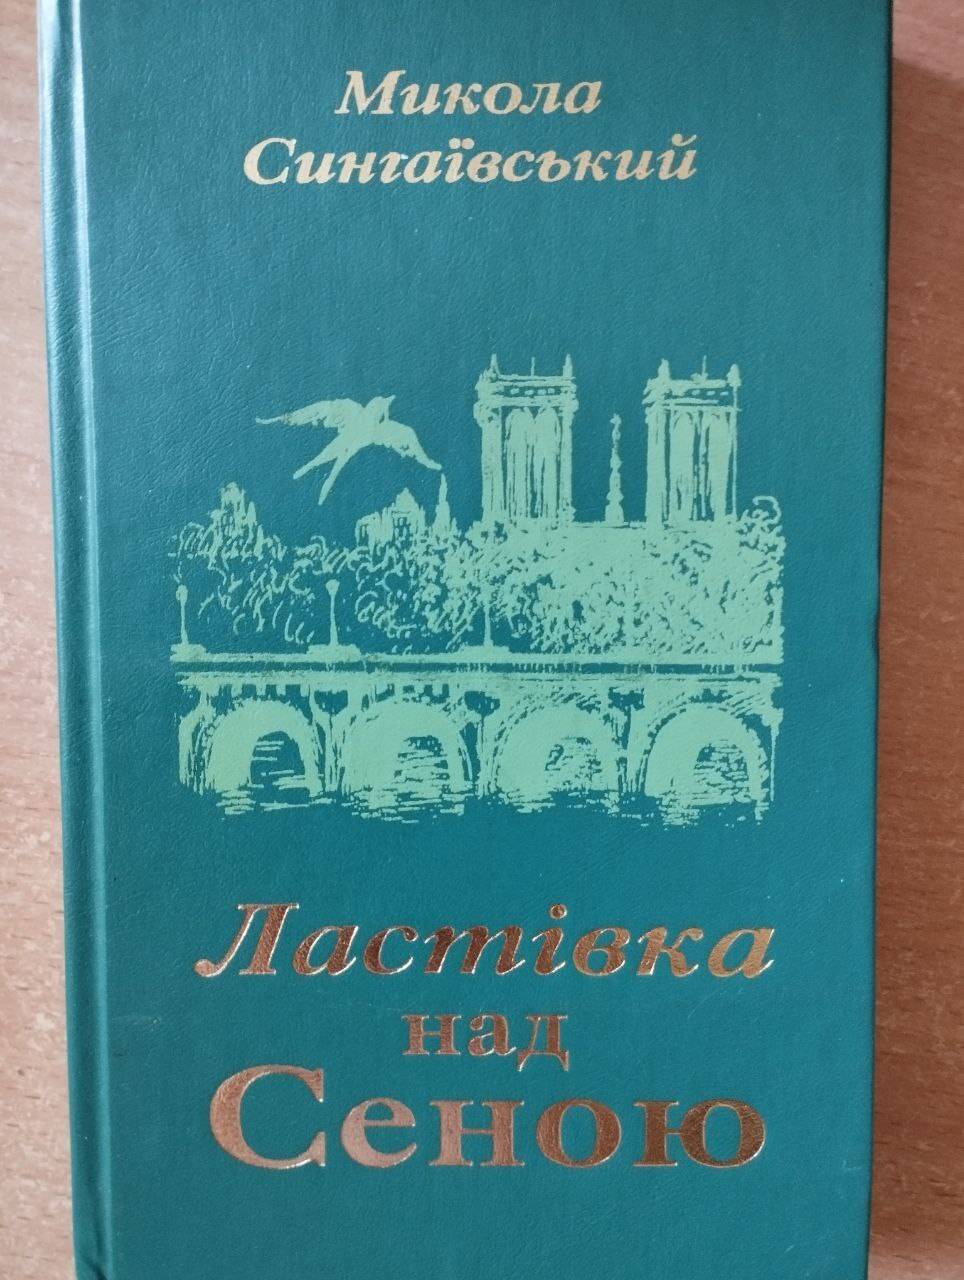 Микола
Сингаївський
Ластівка
над
Сеною